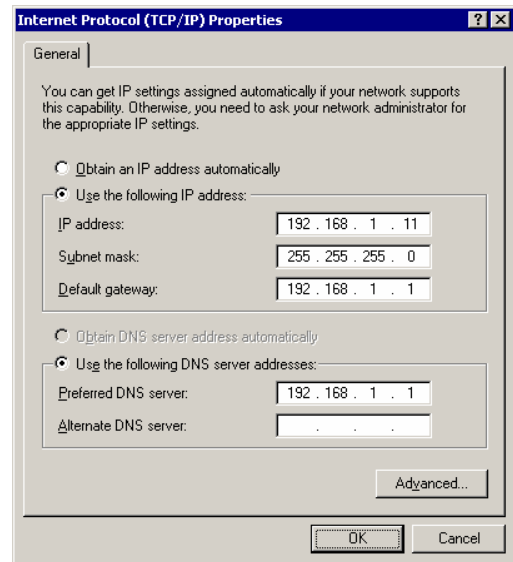 Internet Protocol (TCP/IP) Properties
General
You can get IP settings assigned automatically if your network supports
this capability. Otherwise, you need to ask your network administrator for
the appropriate IP settings.
Obtain an IP address automatically
Use the following IP address:
IP address: 192 . 168 . 1 . 11
Subnet mask: 255 . 255 . 255 . 0
Default gateway: 192 . 168 . 1 . 1
Obtain DNS server address automatically
Use the following DNS server addresses:
Preferred DNS server: 192 . 168 . 1 . 1
Alternate DNS server: . . .
Advanced...
OK Cancel